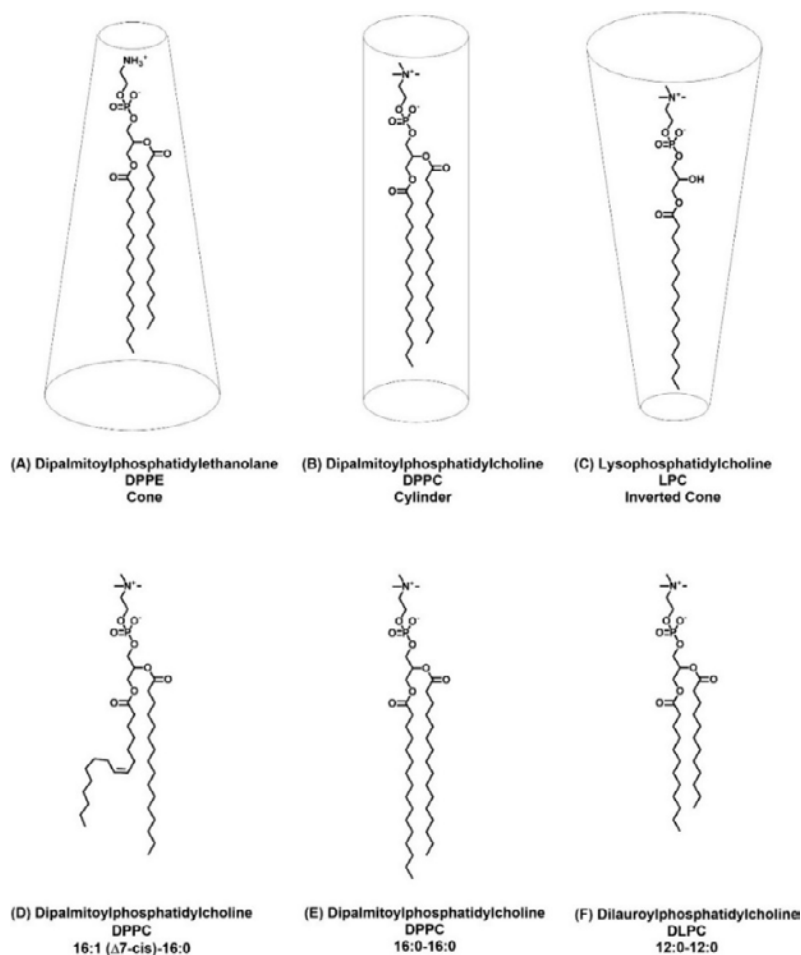 NH₃⁺
O O⁻
O=P
O
O
O
O
O
N⁺
O O⁻
O=P
O
O
O
O
O
N⁺
O O⁻
O=P
O
OH
O
O
(A) Dipalmitoylphosphatidylethanolane
DPPE
Cone
(B) Dipalmitoylphosphatidylcholine
DPPC
Cylinder
(C) Lysophosphatidylcholine
LPC
Inverted Cone
N⁺
O O⁻
O=P
O
O
O
O
O
N⁺
O O⁻
O=P
O
O
O
O
O
N⁺
O O⁻
O=P
O
O
O
O
O
(D) Dipalmitoylphosphatidylcholine
DPPC
16:1 (Δ7-cis)-16:0
(E) Dipalmitoylphosphatidylcholine
DPPC
16:0-16:0
(F) Dilauroylphosphatidylcholine
DLPC
12:0-12:0